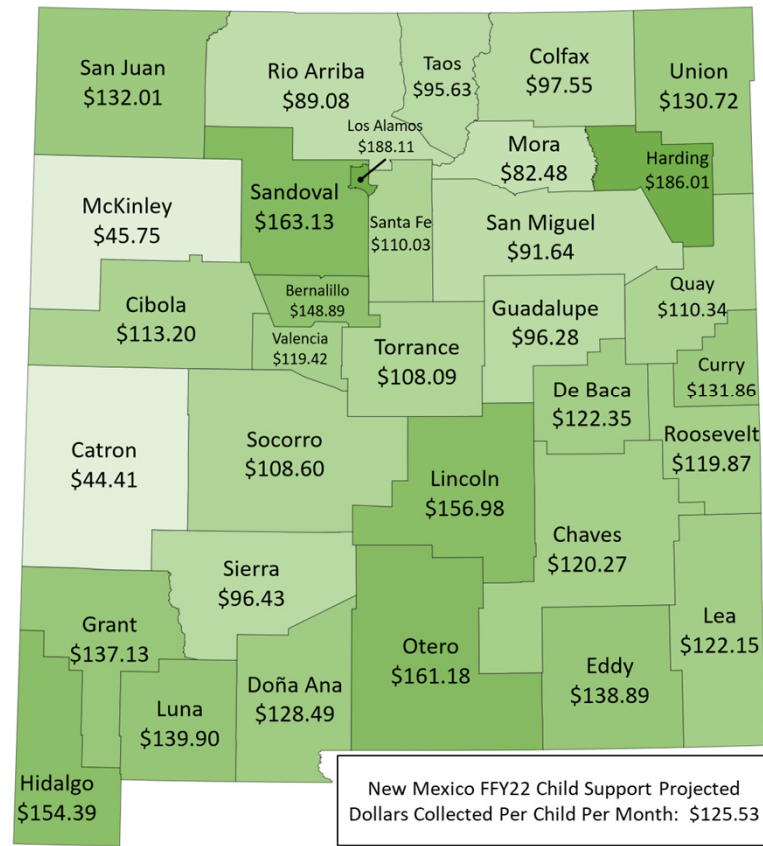 San Juan
$132.01
Rio Arriba
$89.08
Taos
$95.63
Colfax
$97.55
Union
$130.72
Los Alamos
$188.11
Mora
$82.48
Harding
$186.01
McKinley
$45.75
Sandoval
$163.13
Santa Fe
$110.03
San Miguel
$91.64
Cibola
$113.20
Bernalillo
$148.89
Valencia
$119.42
Torrance
$108.09
Guadalupe
$96.28
Quay
$110.34
Curry
$131.86
De Baca
$122.35
Roosevelt
$119.87
Catron
$44.41
Socorro
$108.60
Lincoln
$156.98
Chaves
$120.27
Sierra
$96.43
Grant
$137.13
Otero
$161.18
Lea
$122.15
Eddy
$138.89
Doña Ana
$128.49
Luna
$139.90
Hidalgo
$154.39
New Mexico FFY22 Child Support Projected
Dollars Collected Per Child Per Month: $125.53